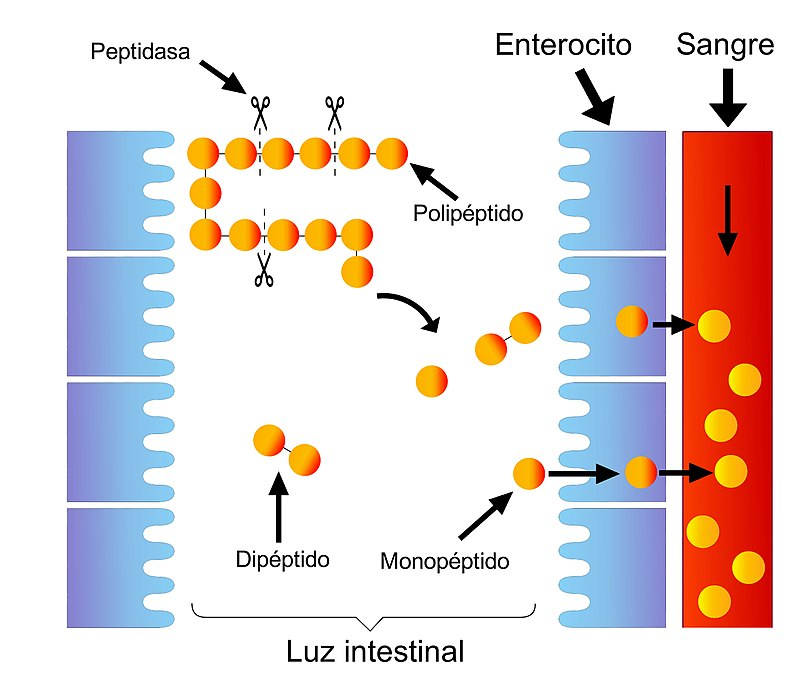 Enterocito
Sangre
Peptidasa
Polipéptido
Dipéptido
Monopéptido
Luz intestinal